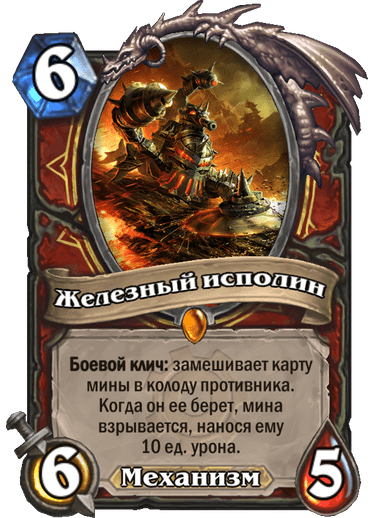 6
Железный исполин
Боевой клич: замешивает карту
мины в колоду противника.
Когда он ее берет, мина
взрывается, нанося ему
10 ед. урона.
6
Механизм
5